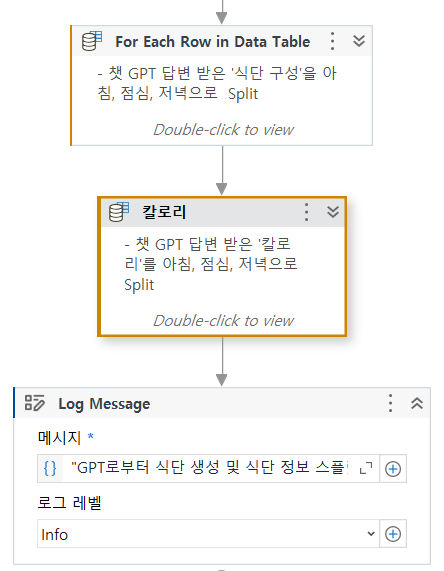 For Each Row in Data Table
- 챗 GPT 답변 받은 '식단 구성'을 아
침, 점심, 저녁으로  Split
Double-click to view
칼로리
- 챗 GPT 답변 받은 '칼로
리'를 아침, 점심, 저녁으로
Split
Double-click to view
Log Message
메시지 *
{} "GPT로부터 식단 생성 및 식단 정보 스플
로그 레벨
Info